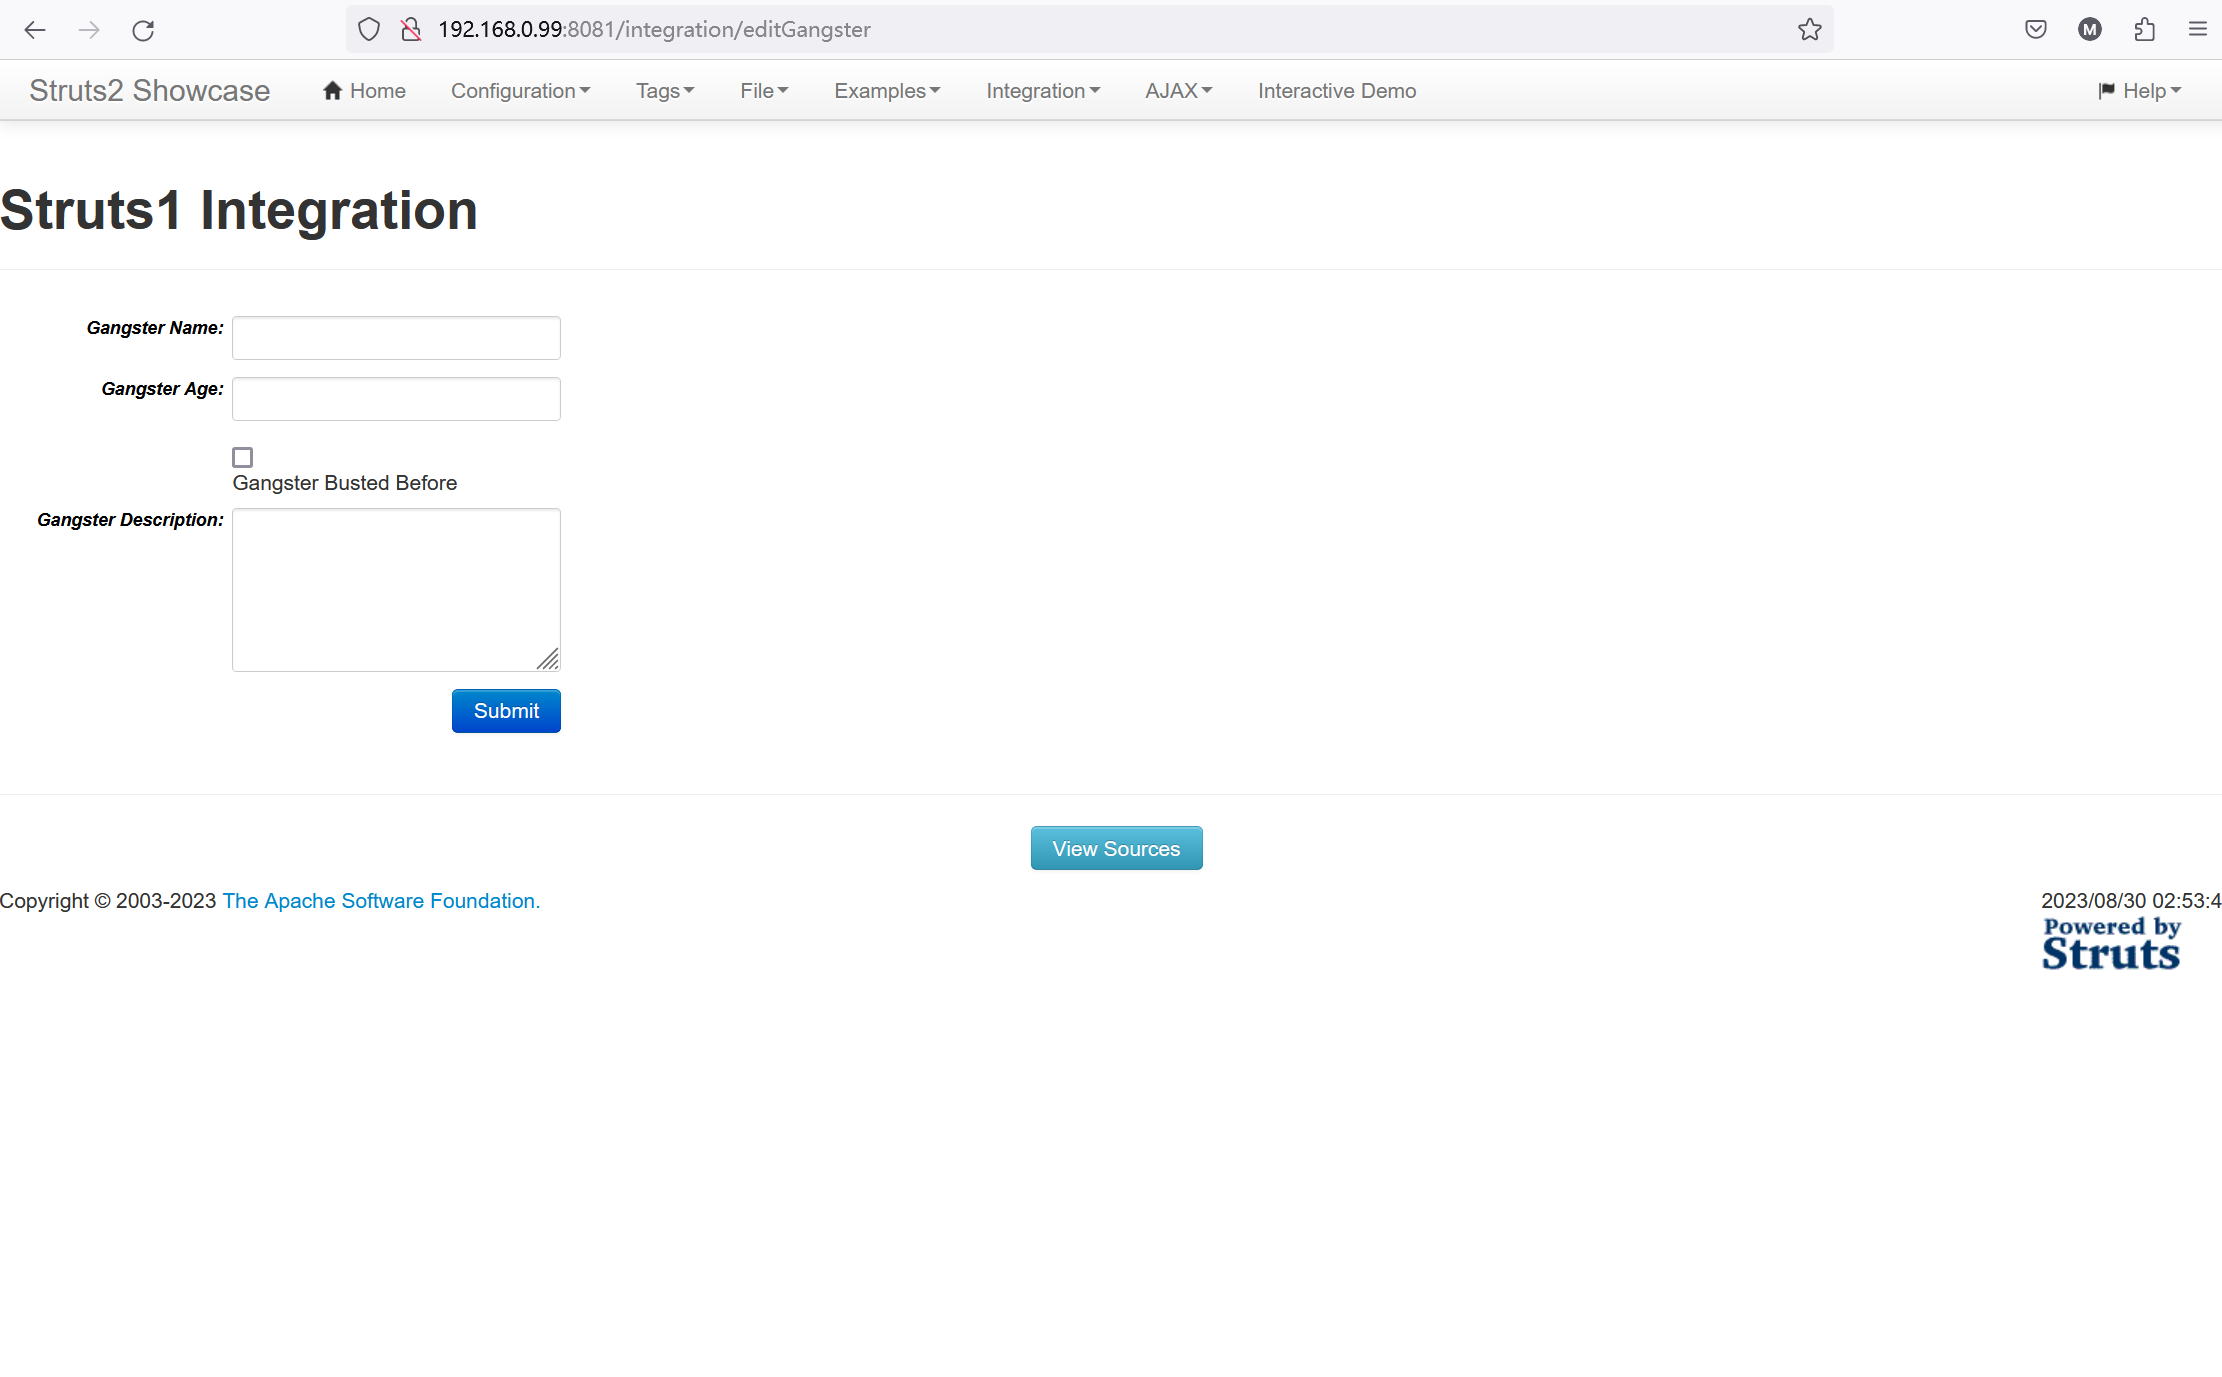 192.168.0.99:8081/integration/editGangster
M
Struts2 Showcase Home Configuration Tags File Examples Integration AJAX Interactive Demo Help
Struts1 Integration
Gangster Name:
Gangster Age:
Gangster Busted Before
Gangster Description:
Submit
View Sources
Copyright © 2003-2023 The Apache Software Foundation. 2023/08/30 02:53:4
Powered by
Struts